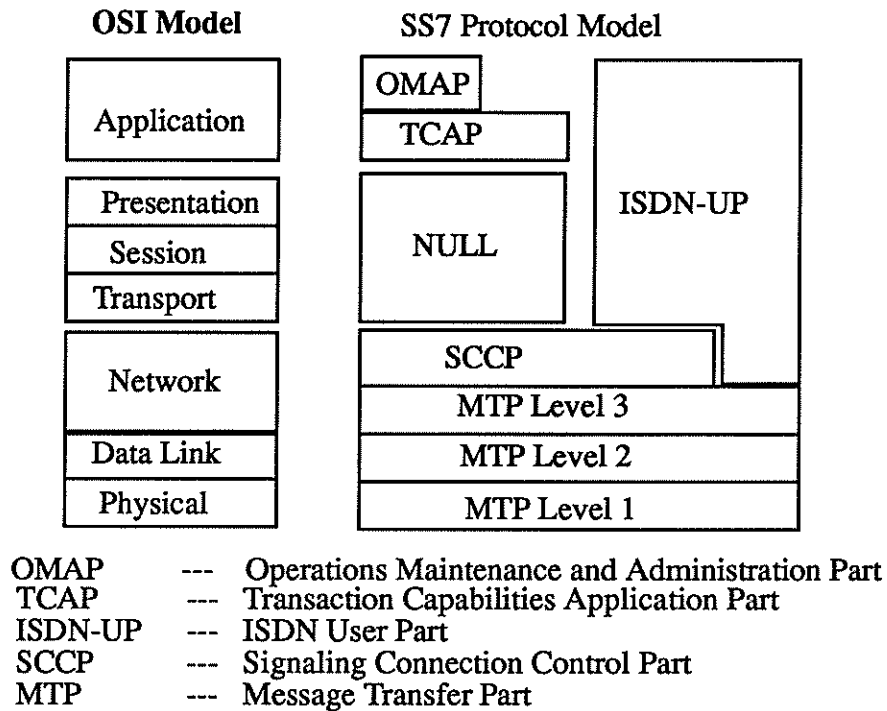 OSI Model
SS7 Protocol Model
Application
Presentation
Session
Transport
Network
Data Link
Physical
OMAP
TCAP
NULL
ISDN-UP
SCCP
MTP Level 3
MTP Level 2
MTP Level 1
OMAP --- Operations Maintenance and Administration Part
TCAP --- Transaction Capabilities Application Part
ISDN-UP --- ISDN User Part
SCCP --- Signaling Connection Control Part
MTP --- Message Transfer Part